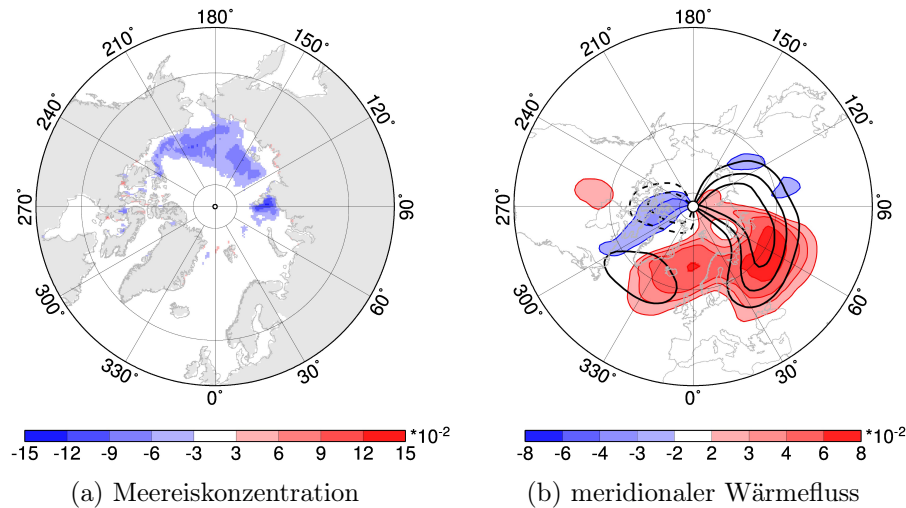 180° 180°
210° 150° 210° 150°
240° 120° 240° 120°
270° 90° 270° 90°
300° 60° 300° 60°
330° 30° 330° 30°
0° 0°
*10-2 *10-2
-15 -12 -9 -6 -3 3 6 9 12 15 -8 -6 -4 -3 -2 2 3 4 6 8
(a) Meereiskonzentration (b) meridionaler Wärmefluss